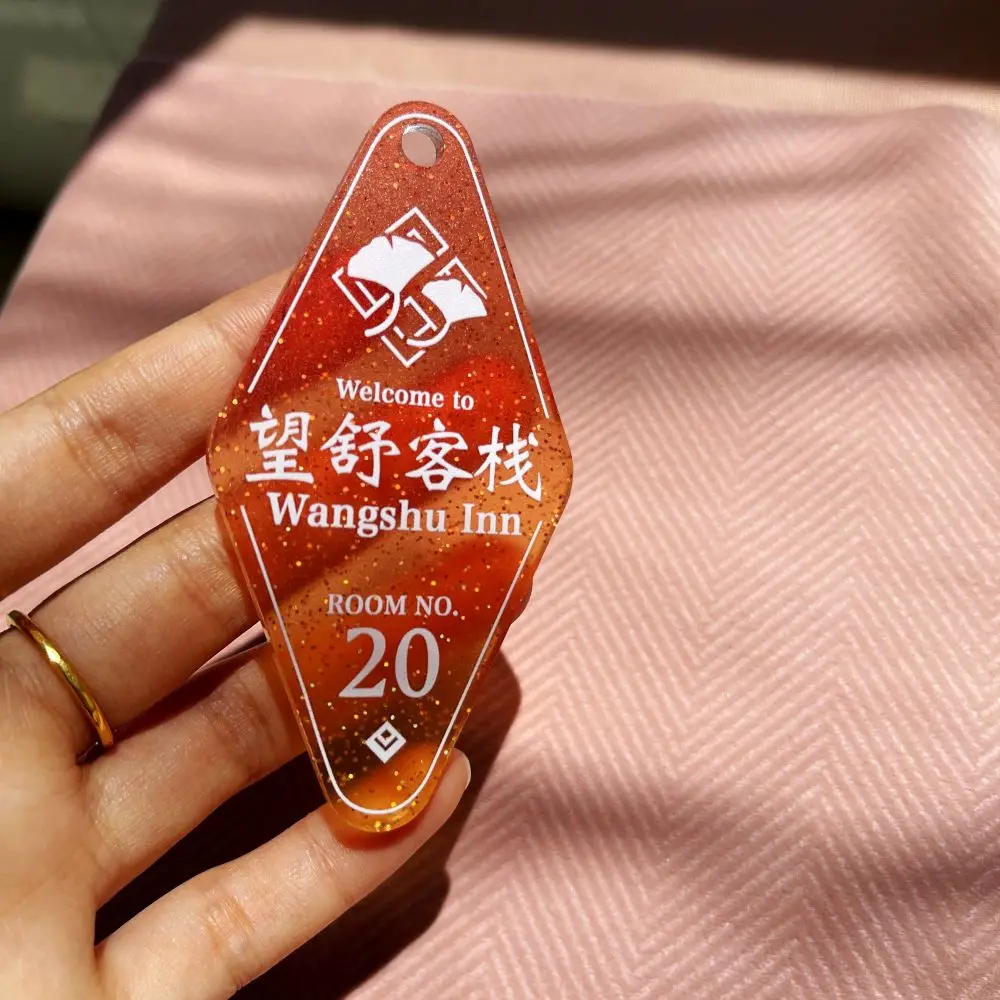 Welcome to
望舒客栈
Wangshu Inn
ROOM NO.
20